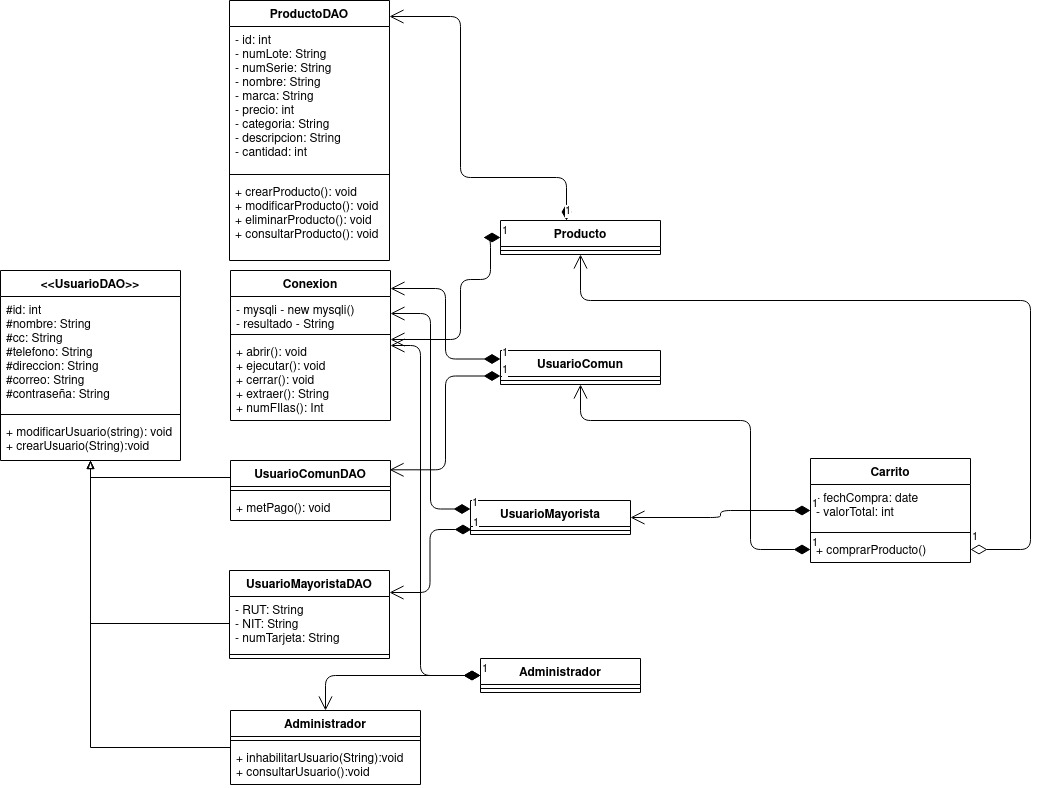 ProductoDAO
- id: int
- numLote: String
- numSerie: String
- nombre: String
- marca: String
- precio: int
- categoria: String
- descripcion: String
- cantidad: int
+ crearProducto(): void
+ modificarProducto(): void
+ eliminarProducto(): void
+ consultarProducto(): void
1
Producto
1
<<UsuarioDAO>>
#id: int
#nombre: String
#cc: String
#telefono: String
#direccion: String
#correo: String
#contraseña: String
+ modificarUsuario(string): void
+ crearUsuario(String):void
Conexion
- mysqli - new mysqli()
- resultado - String
+ abrir(): void
+ ejecutar(): void
+ cerrar(): void
+ extraer(): String
+ numFIlas(): Int
1
UsuarioComun
1
UsuarioComunDAO
+ metPago(): void
1
UsuarioMayorista
1
Carrito
- fechCompra: date
- valorTotal: int
+ comprarProducto()
1
1
1
UsuarioMayoristaDAO
- RUT: String
- NIT: String
- numTarjeta: String
1
Administrador
Administrador
+ inhabilitarUsuario(String):void
+ consultarUsuario():void